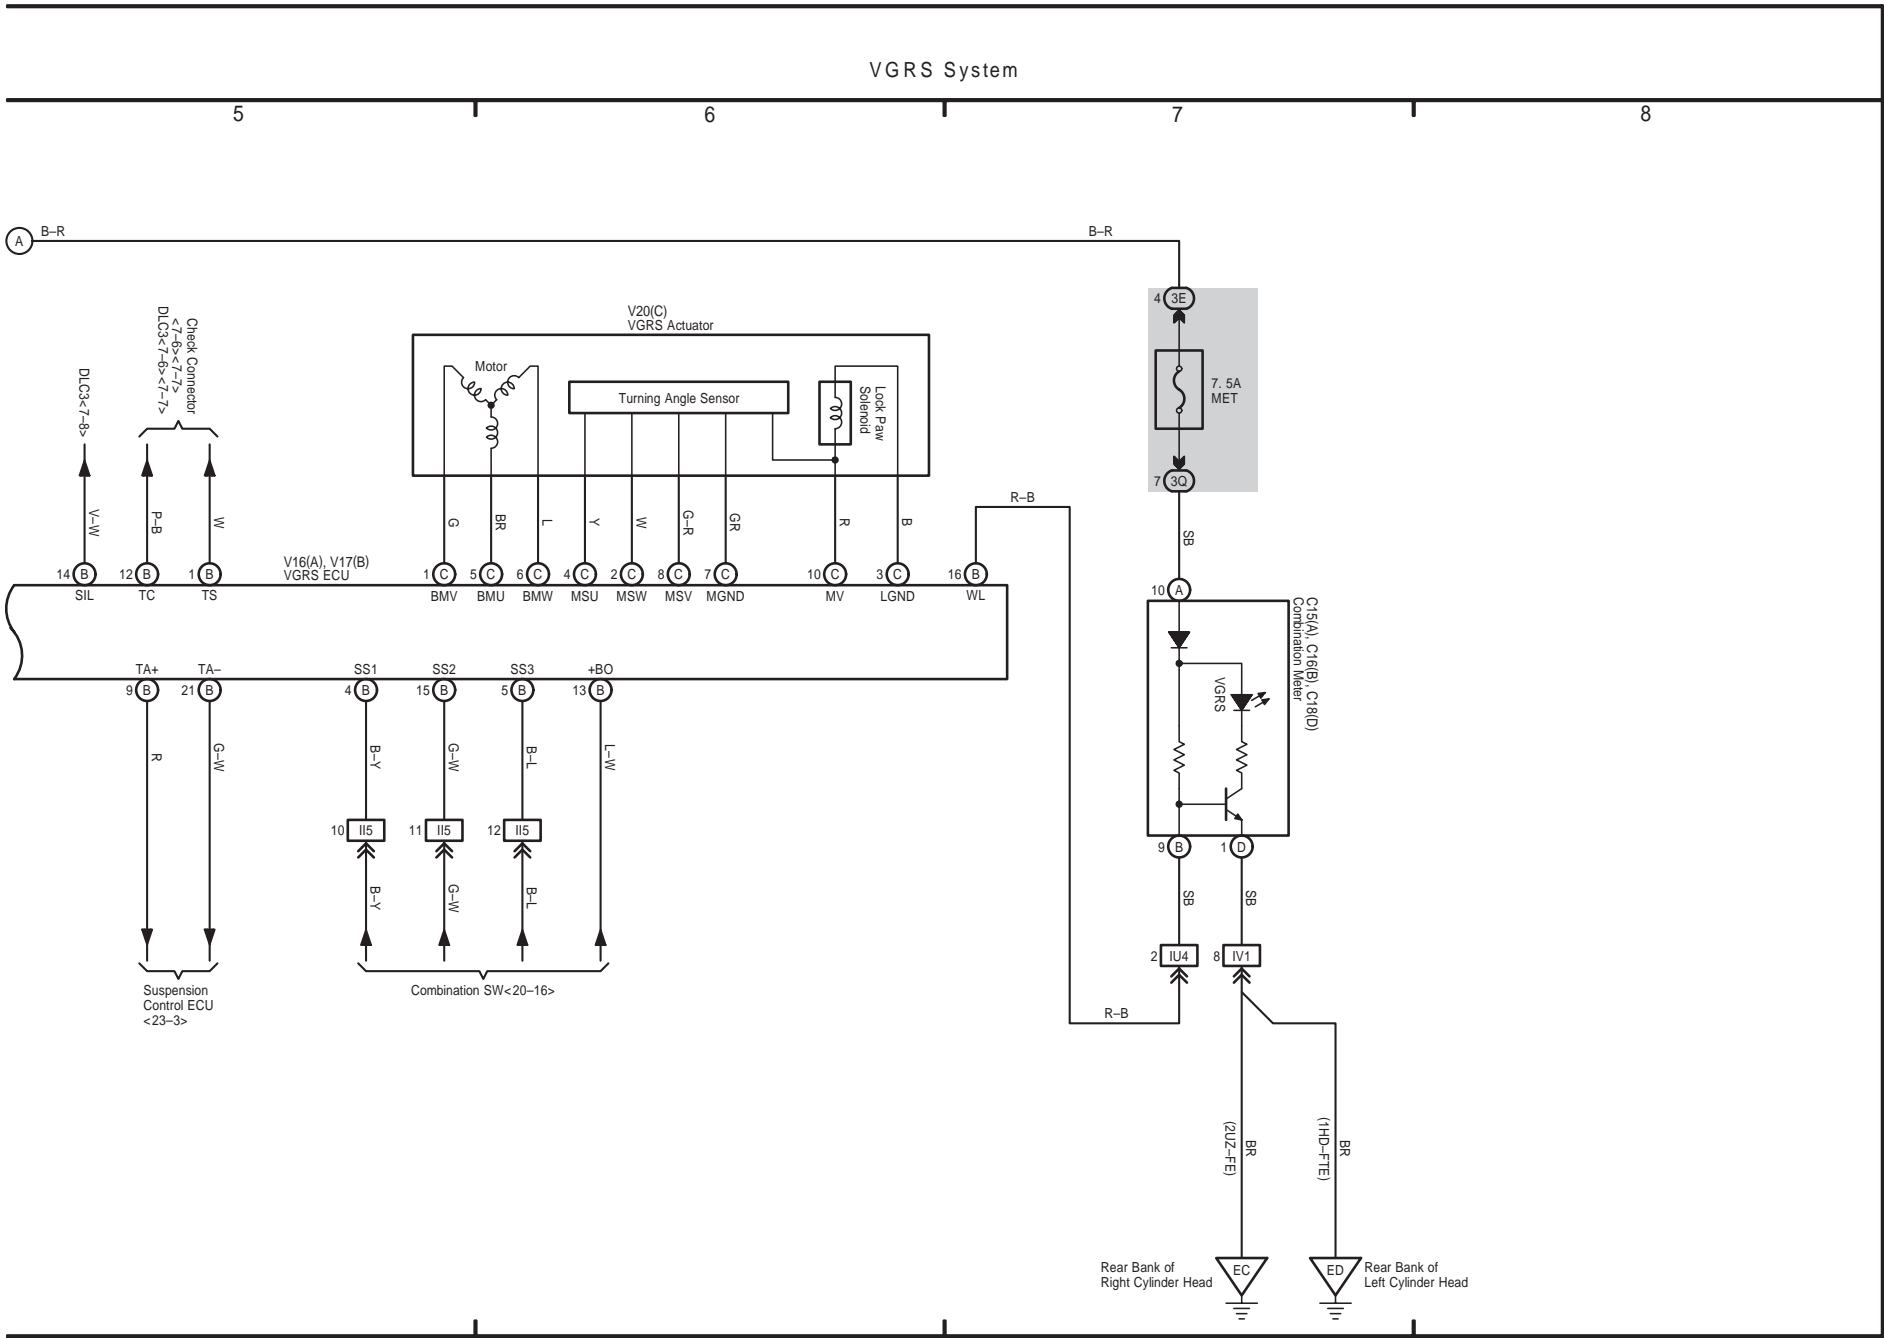 VGRS System
5
6
7
8
A
B–R
B–R
4 3E
7. 5A
MET
7 3Q
SB
DLC3<7–8>
Check Connector
<7–6><7–7>
DLC3<7–6><7–7>
V20(C)
VGRS Actuator
Motor
Turning Angle Sensor
Lock Paw
Solenoid
V–W
P–B
W
G
BR
L
Y
W
G–R
GR
R
B
R–B
V16(A), V17(B)
VGRS ECU
14 B
12 B
1 B
1 C
5 C
6 C
4 C
2 C
8 C
7 C
10 C
3 C
16 B
SIL
TC
TS
BMV
BMU
BMW
MSU
MSW
MSV
MGND
MV
LGND
WL
10 A
C15(A), C16(B), C18(D)
Combination Meter
VGRS
TA+
TA–
SS1
SS2
SS3
+BO
9 B
21 B
4 B
15 B
5 B
13 B
R
G–W
B–Y
G–W
B–L
L–W
10 II5
11 II5
12 II5
B–Y
G–W
B–L
9 B
1 D
SB
SB
2 IU4
8 IV1
Suspension
Control ECU
<23–3>
Combination SW<20–16>
R–B
BR
(2UZ–FE)
BR
(1HD–FTE)
Rear Bank of
Right Cylinder Head
EC
ED
Rear Bank of
Left Cylinder Head